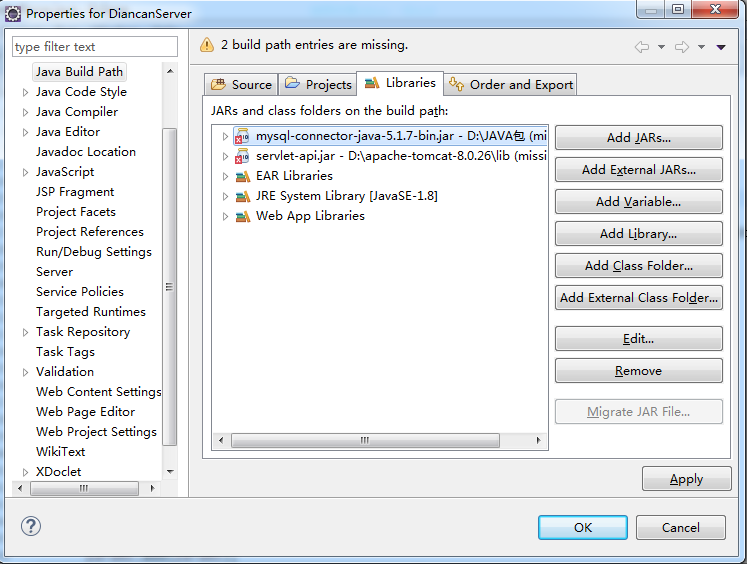 Properties for DiancanServer
type filter text
Java Build Path
Java Code Style
Java Compiler
Java Editor
Javadoc Location
JavaScript
JSP Fragment
Project Facets
Project References
Run/Debug Settings
Server
Service Policies
Targeted Runtimes
Task Repository
Task Tags
Validation
Web Content Settings
Web Page Editor
Web Project Settings
WikiText
XDoclet
2 build path entries are missing.
Source
Projects
Libraries
Order and Export
JARs and class folders on the build path:
mysql-connector-java-5.1.7-bin.jar - D:\JAVA包 (mi
servlet-api.jar - D:\apache-tomcat-8.0.26\lib (missi
EAR Libraries
JRE System Library [JavaSE-1.8]
Web App Libraries
Add JARs...
Add External JARs...
Add Variable...
Add Library...
Add Class Folder...
Add External Class Folder...
Edit...
Remove
Migrate JAR File...
Apply
OK
Cancel